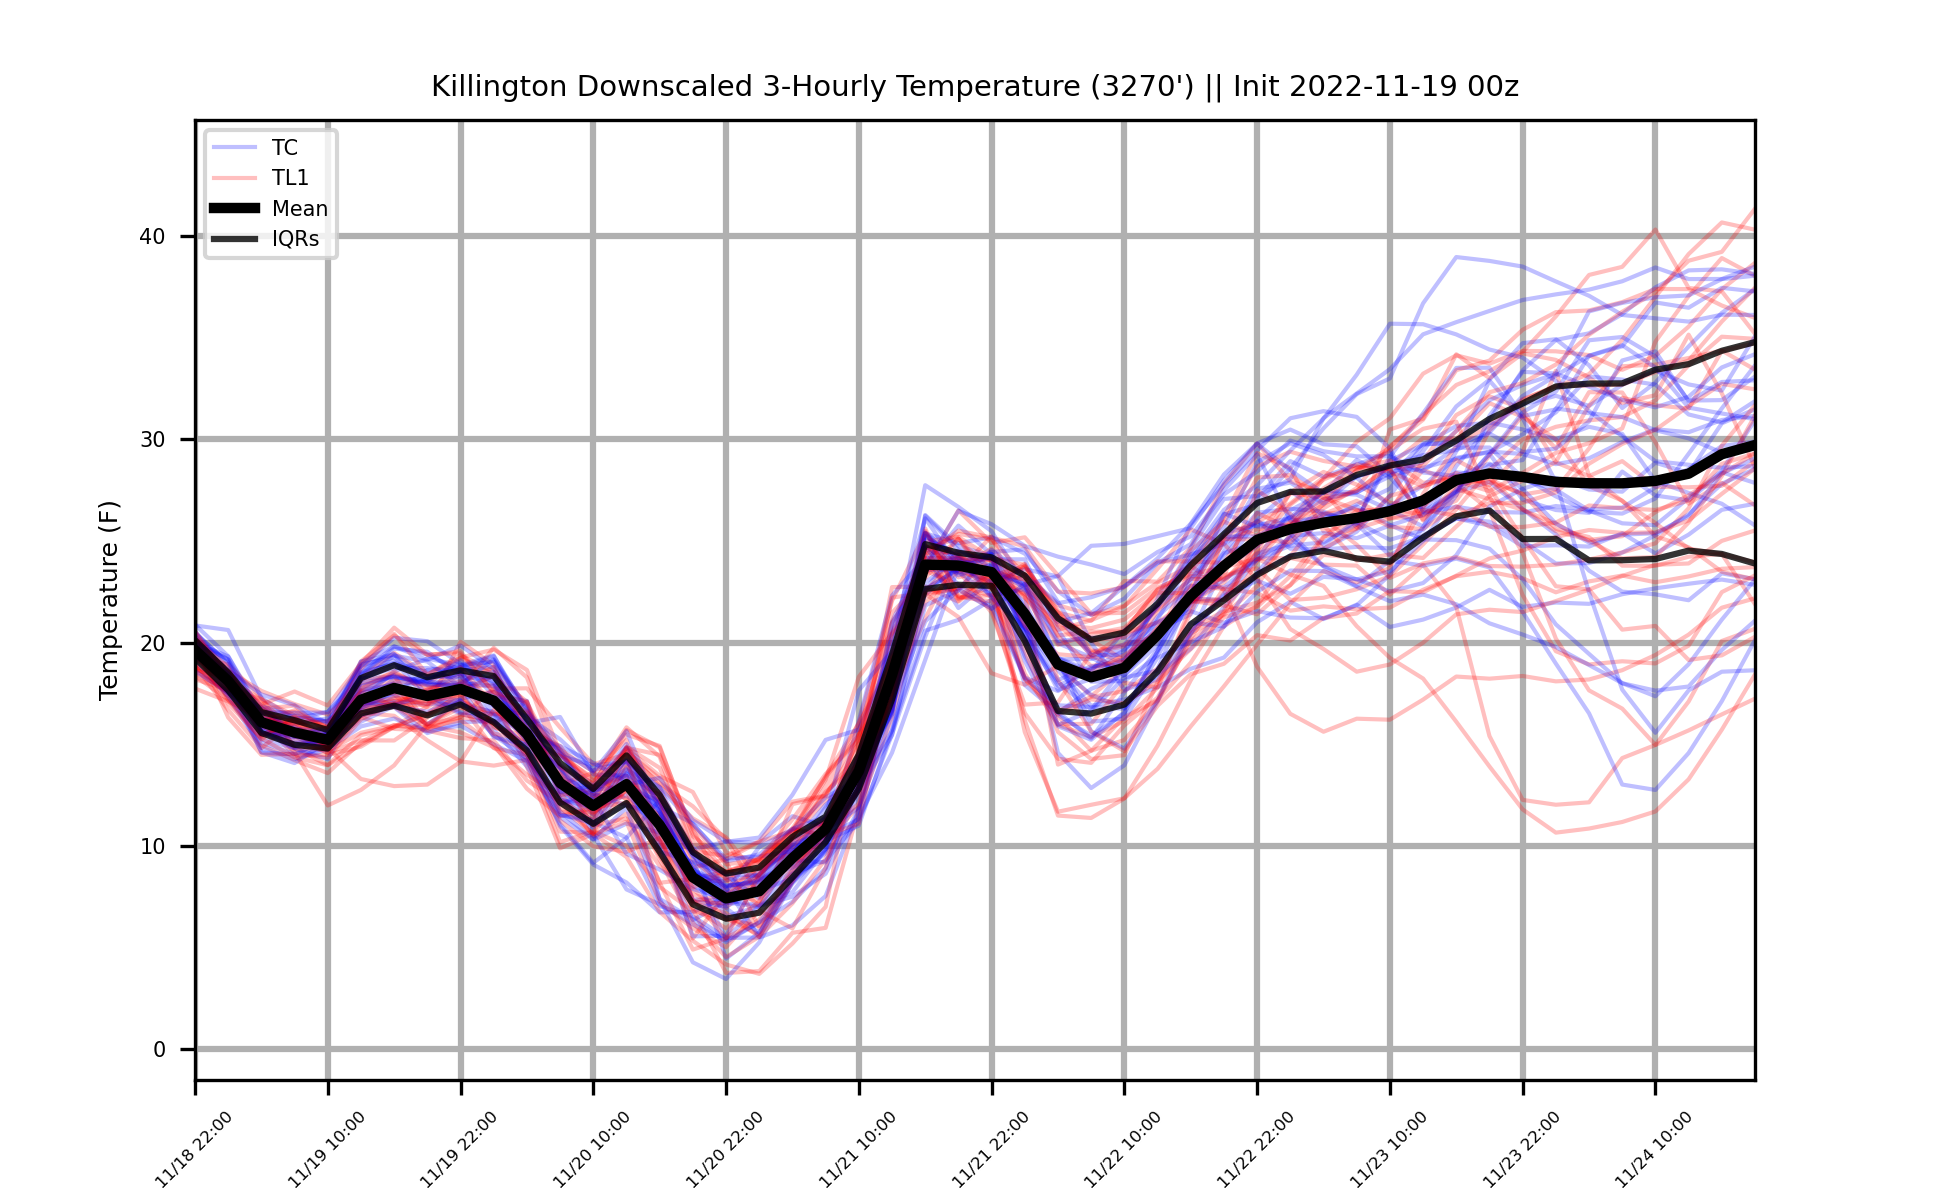 Killington Downscaled 3-Hourly Temperature (3270') || Init 2022-11-19 00z
TC
TL1
Mean
IQRs
Temperature (F)
40
30
20
10
0
11/18 22:00
11/19 10:00
11/19 22:00
11/20 10:00
11/20 22:00
11/21 10:00
11/21 22:00
11/22 10:00
11/22 22:00
11/23 10:00
11/23 22:00
11/24 10:00